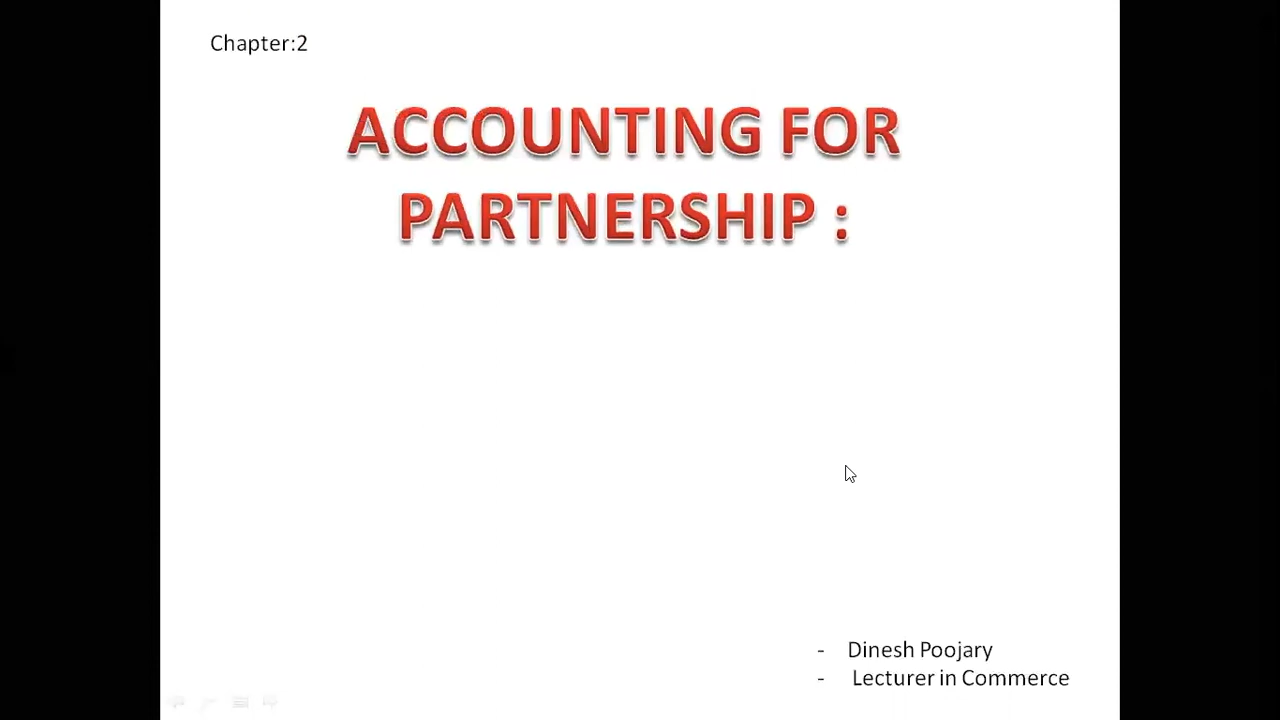 Chapter:2
ACCOUNTING FOR
PARTNERSHIP :
- Dinesh Poojary
- Lecturer in Commerce